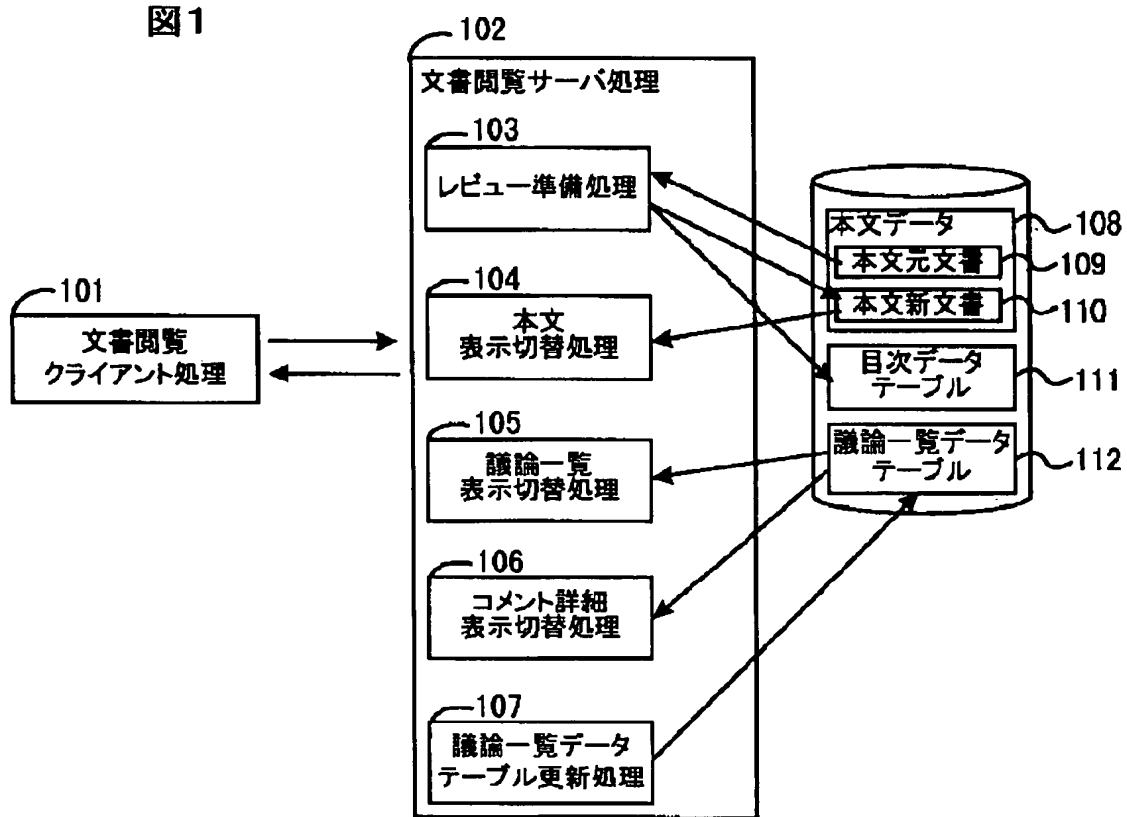 図1
102
文書閲覧サーバ処理
103
レビュー準備処理
101
文書閲覧
クライアント処理
104
本文
表示切替処理
105
議論一覧
表示切替処理
106
コメント詳細
表示切替処理
107
議論一覧データ
テーブル更新処理
本文データ
108
本文元文書
109
本文新文書
110
目次データ
テーブル
111
議論一覧データ
テーブル
112